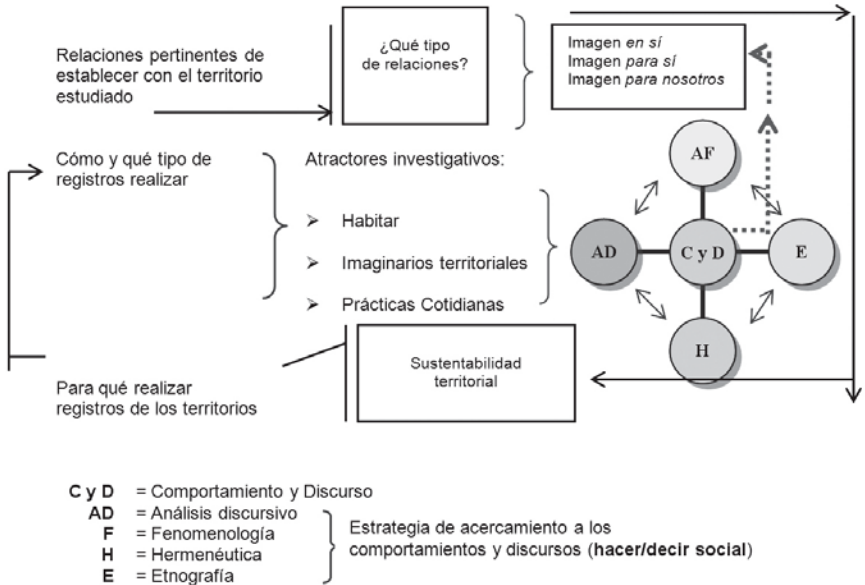 Relaciones pertinentes de
establecer con el territorio
estudiado
¿Qué tipo
de relaciones?
Imagen en sí
Imagen para sí
Imagen para nosotros
Cómo y qué tipo de
registros realizar
Atractores investigativos:
➢ Habitar
➢ Imaginarios territoriales
➢ Prácticas Cotidianas
AF
AD
C y D
E
H
Para qué realizar
registros de los territorios
Sustentabilidad
territorial
C y D = Comportamiento y Discurso
AD = Análisis discursivo
F = Fenomenología
H = Hermenéutica
E = Etnografía
Estrategia de acercamiento a los
comportamientos y discursos (hacer/decir social)